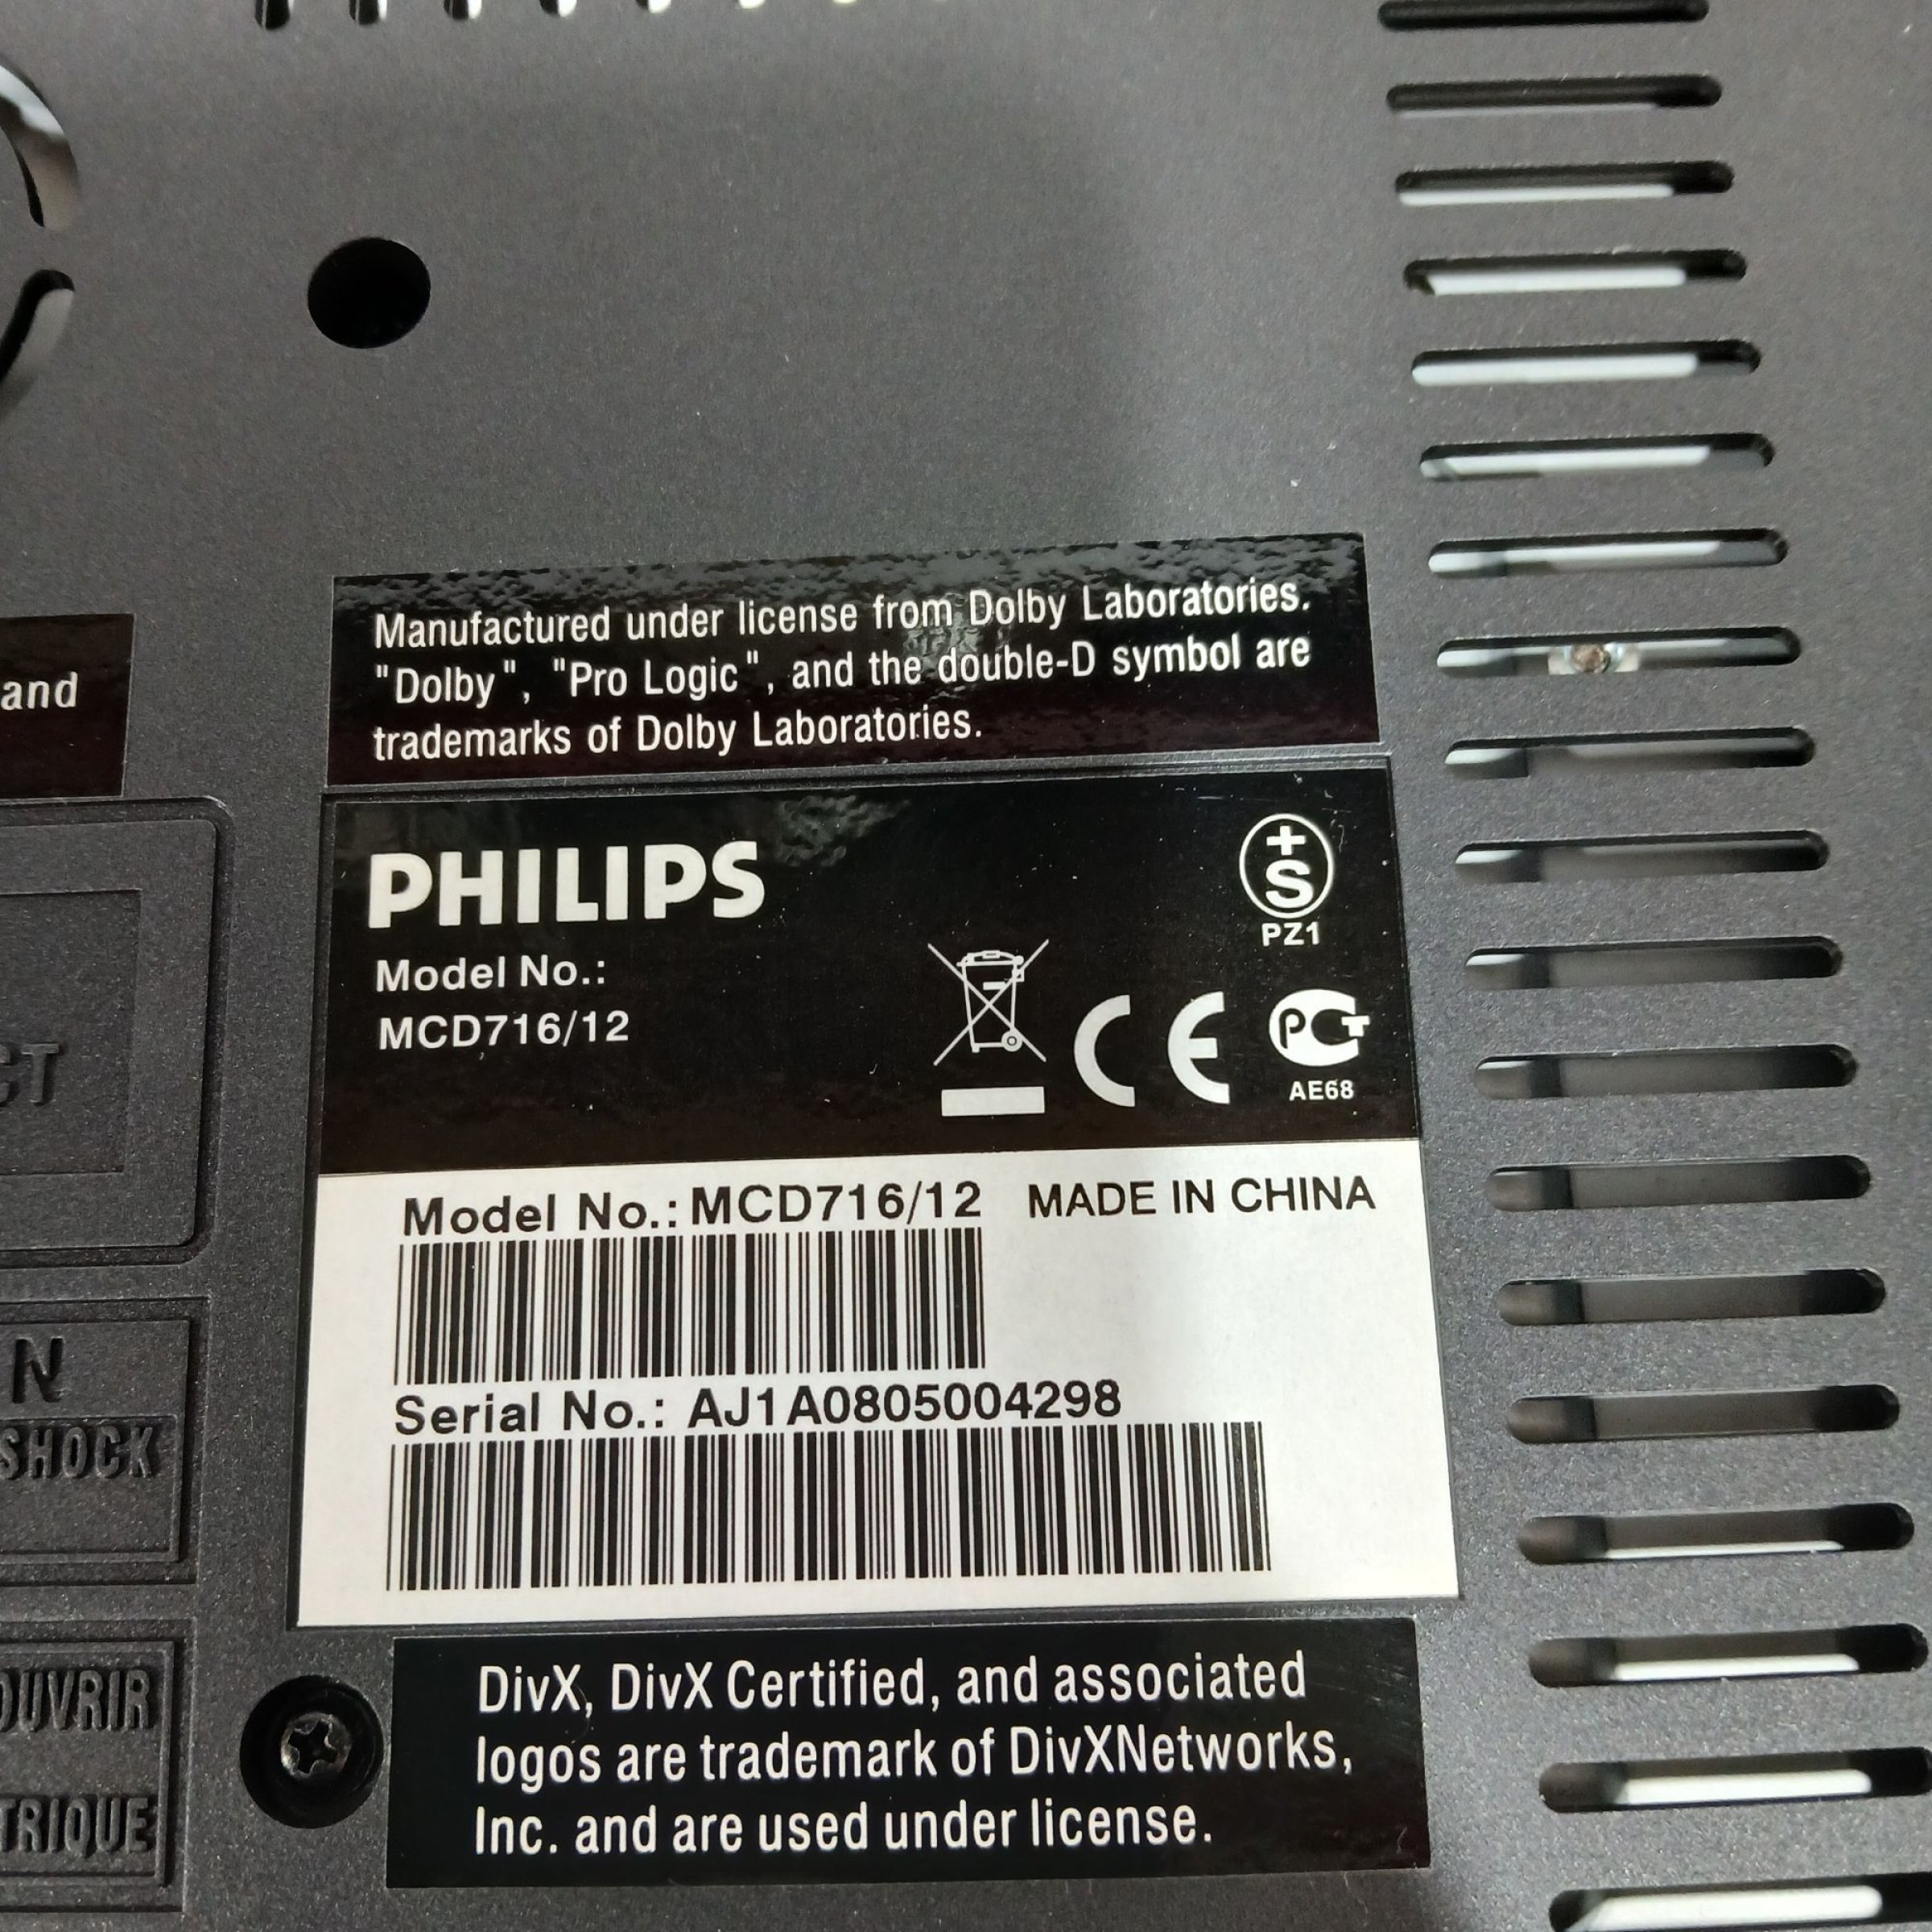 Manufactured under license from Dolby Laboratories.
"Dolby", "Pro Logic", and the double-D symbol are
trademarks of Dolby Laboratories.
and
PHILIPS
Model No.:
MCD716/12
+
S
PZ1
CE
PCT
AE68
CT
Model No.: MCD716/12 MADE IN CHINA
Serial No.: AJ1A0805004298
N
SHOCK
OUVRIR
TRIQUE
DivX, DivX Certified, and associated
logos are trademark of DivXNetworks,
Inc. and are used under license.